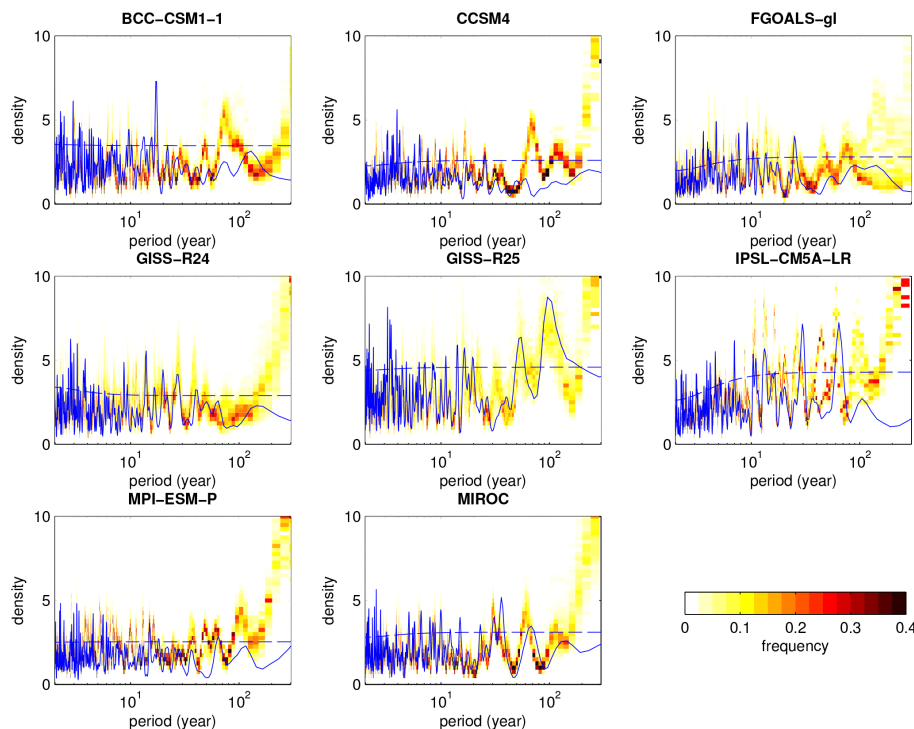 BCC−CSM1−1 CCSM4 FGOALS−gl
10 10 10
density density density
5 5 5
0 0 0
10^1 10^2 10^1 10^2 10^1 10^2
period (year) period (year) period (year)
GISS−R24 GISS−R25 IPSL−CM5A−LR
10 10 10
density density density
5 5 5
0 0 0
10^1 10^2 10^1 10^2 10^1 10^2
period (year) period (year) period (year)
MPI−ESM−P MIROC
10 10
density density
5 5
0 0
10^1 10^2 10^1 10^2
period (year) period (year)
0 0.1 0.2 0.3 0.4
frequency